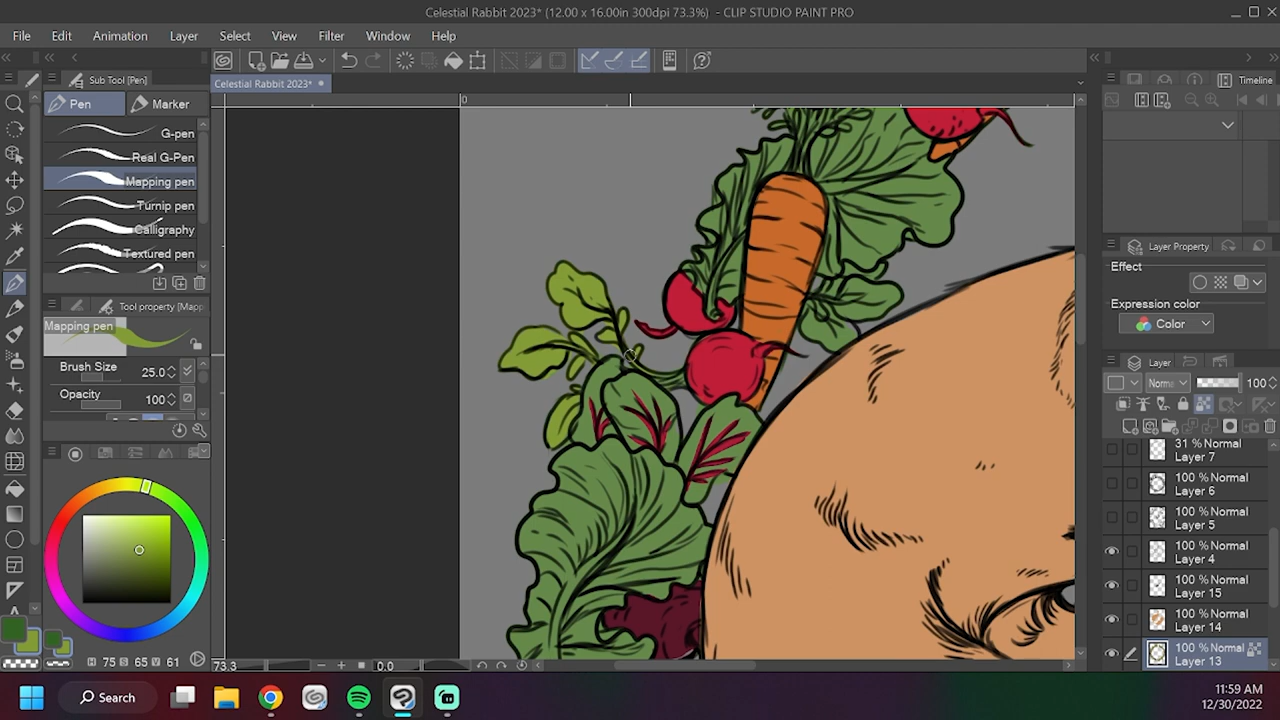 Celestial Rabbit 2023* (12.00 x 16.00in 300dpi 73.3%) - CLIP STUDIO PAINT PRO
File Edit Animation Layer Select View Filter Window Help
Sub Tool [Pen]
Celestial Rabbit 2023*
Timeline
Pen Marker
0
G-pen
Real G-Pen
Mapping pen
Turnip pen
Calligraphy
Textured pen
Tool property [Mapp
Mapping pen
Brush Size 25.0
Opacity 100
H 75 S 65 V 61
73.3 0.0
Layer Property
Effect
Expression color
Color
Layer
Norma 100
31 % Normal
Layer 7
100 % Normal
Layer 6
100 % Normal
Layer 5
100 % Normal
Layer 4
100 % Normal
Layer 15
100 % Normal
Layer 14
100 % Normal
Layer 13
Search
11:59 AM
12/30/2022